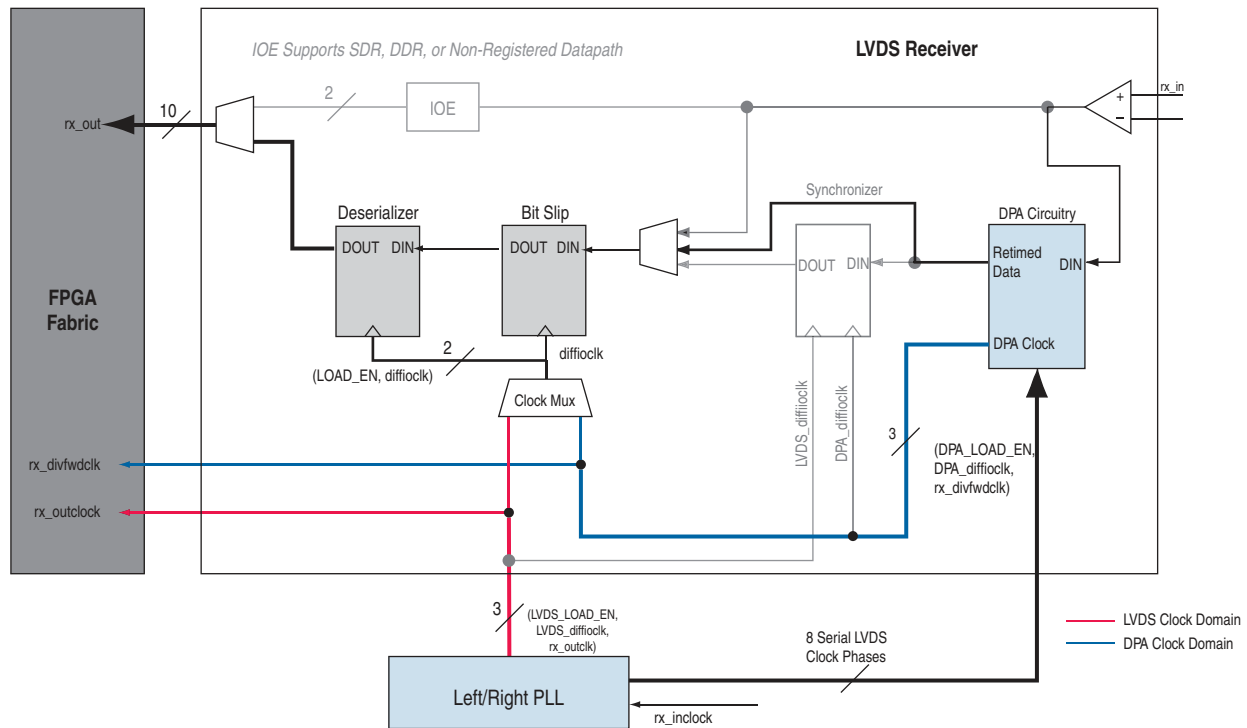 IOE Supports SDR, DDR, or Non-Registered Datapath
LVDS Receiver
2
IOE
+
−
rx_in
10
rx_out
Synchronizer
Deserializer
Bit Slip
DPA Circuitry
DOUT DIN
DOUT DIN
DOUT DIN
Retimed
Data
DIN
DPA Clock
FPGA
Fabric
2
diffioclk
(LOAD_EN, diffioclk)
Clock Mux
LVDS_diffiioclk
DPA_diffioclk
3
(DPA_LOAD_EN,
DPA_diffioclk,
rx_divfwdclk)
rx_divfwdclk
rx_outclock
3
(LVDS_LOAD_EN,
LVDS_diffioclk,
rx_outclk)
8 Serial LVDS
Clock Phases
LVDS Clock Domain
DPA Clock Domain
Left/Right PLL
rx_inclock